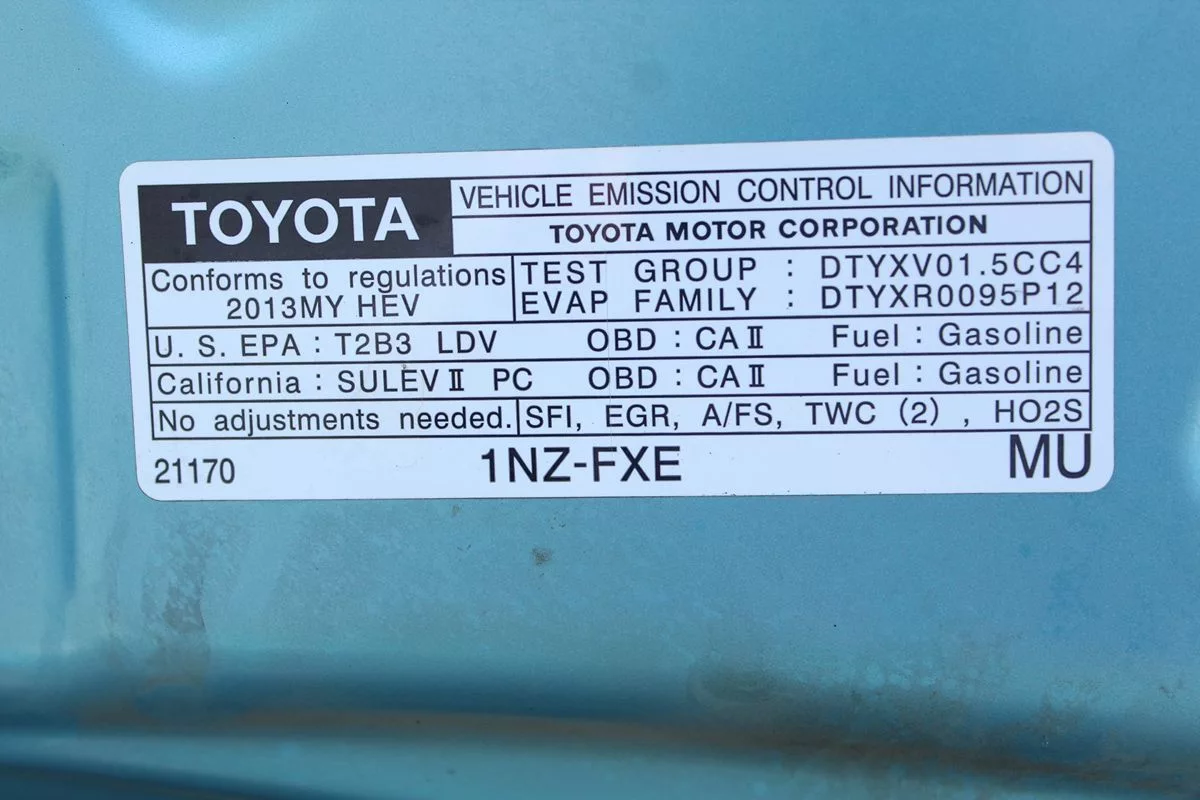 TOYOTA
VEHICLE EMISSION CONTROL INFORMATION
TOYOTA MOTOR CORPORATION
Conforms to regulations
2013MY HEV
TEST GROUP : DTYXV01.5CC4
EVAP FAMILY : DTYXR0095P12
U. S. EPA : T2B3 LDV OBD : CA II Fuel : Gasoline
California : SULEV II PC OBD : CA II Fuel : Gasoline
No adjustments needed. SFI, EGR, A/FS, TWC (2) , HO2S
21170 1NZ-FXE MU